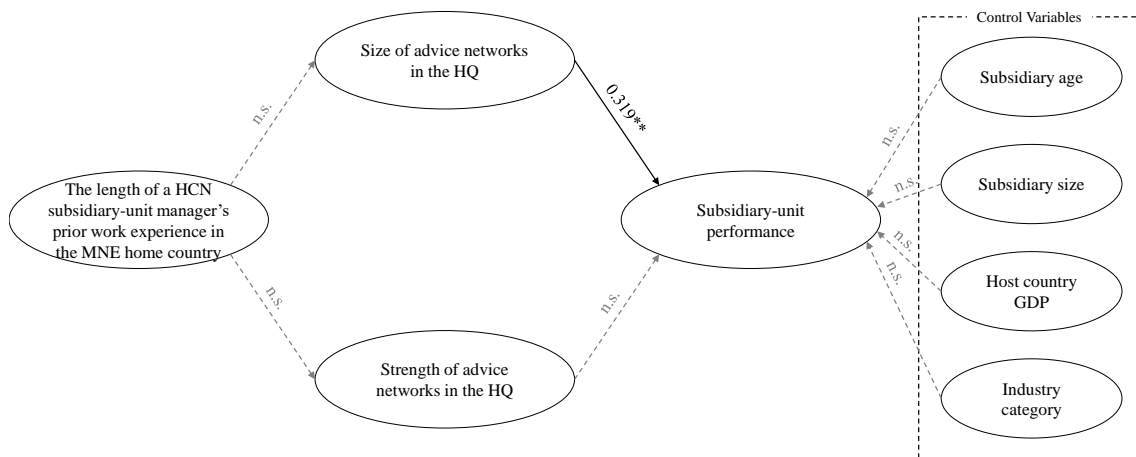 Control Variables
Size of advice networks
in the HQ
Subsidiary age
n.s.
0.319**
n.s.
The length of a HCN
subsidiary-unit manager's
prior work experience in
the MNE home country
Subsidiary-unit
performance
n.s.
Subsidiary size
n.s.
Host country
GDP
n.s.
n.s.
n.s.
Strength of advice
networks in the HQ
Industry
category